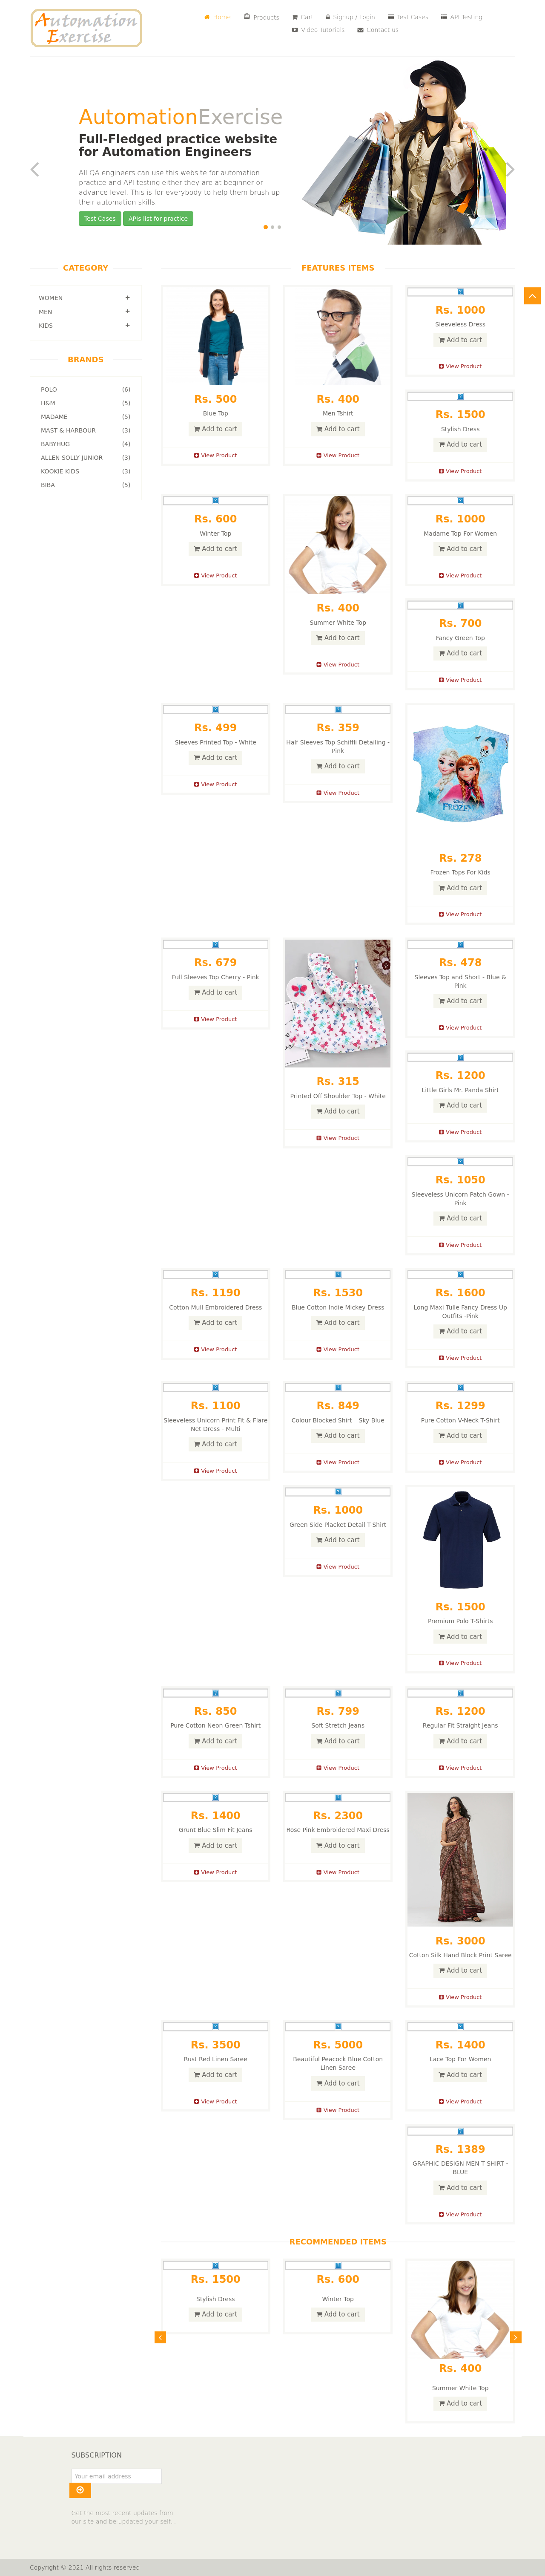 Automation
Exercise
Home
Products
Cart
Signup / Login
Test Cases
API Testing
Video Tutorials
Contact us
AutomationExercise
Full-Fledged practice website
for Automation Engineers
All QA engineers can use this website for automation
practice and API testing either they are at beginner or
advance level. This is for everybody to help them brush up
their automation skills
Test Cases
APIs list for practice
CATEGORY
WOMEN
MEN
KIDS
BRANDS
POLO (6)
H&M (5)
MADAME (5)
MAST & HARBOUR (3)
BABYHUG (4)
ALLEN SOLLY JUNIOR (3)
KOOKIE KIDS (3)
BIBA (5)
FEATURES ITEMS
Rs. 500
Blue Top
Add to cart
View Product
Rs. 400
Men Tshirt
Add to cart
View Product
Rs. 1000
Sleeveless Dress
Add to cart
View Product
Rs. 1500
Stylish Dress
Add to cart
View Product
Rs. 600
Winter Top
Add to cart
View Product
Rs. 400
Summer White Top
Add to cart
View Product
Rs. 1000
Madame Top For Women
Add to cart
View Product
Rs. 700
Fancy Green Top
Add to cart
View Product
Rs. 499
Sleeves Printed Top - White
Add to cart
View Product
Rs. 359
Half Sleeves Top Schiffli Detailing -
Pink
Add to cart
View Product
FROZEN
Rs. 278
Frozen Tops For Kids
Add to cart
View Product
Rs. 679
Full Sleeves Top Cherry - Pink
Add to cart
View Product
Rs. 315
Printed Off Shoulder Top - White
Add to cart
View Product
Rs. 478
Sleeves Top and Short - Blue &
Pink
Add to cart
View Product
Rs. 1200
Little Girls Mr. Panda Shirt
Add to cart
View Product
Rs. 1050
Sleeveless Unicorn Patch Gown -
Pink
Add to cart
View Product
Rs. 1190
Cotton Mull Embroidered Dress
Add to cart
View Product
Rs. 1530
Blue Cotton Indie Mickey Dress
Add to cart
View Product
Rs. 1600
Long Maxi Tulle Fancy Dress Up
Outfits -Pink
Add to cart
View Product
Rs. 1100
Sleeveless Unicorn Print Fit & Flare
Net Dress - Multi
Add to cart
View Product
Rs. 849
Colour Blocked Shirt – Sky Blue
Add to cart
View Product
Rs. 1299
Pure Cotton V-Neck T-Shirt
Add to cart
View Product
Rs. 1000
Green Side Placket Detail T-Shirt
Add to cart
View Product
Rs. 1500
Premium Polo T-Shirts
Add to cart
View Product
Rs. 850
Pure Cotton Neon Green Tshirt
Add to cart
View Product
Rs. 799
Soft Stretch Jeans
Add to cart
View Product
Rs. 1200
Regular Fit Straight Jeans
Add to cart
View Product
Rs. 1400
Grunt Blue Slim Fit Jeans
Add to cart
View Product
Rs. 2300
Rose Pink Embroidered Maxi Dress
Add to cart
View Product
Rs. 3000
Cotton Silk Hand Block Print Saree
Add to cart
View Product
Rs. 3500
Rust Red Linen Saree
Add to cart
View Product
Rs. 5000
Beautiful Peacock Blue Cotton
Linen Saree
Add to cart
View Product
Rs. 1400
Lace Top For Women
Add to cart
View Product
Rs. 1389
GRAPHIC DESIGN MEN T SHIRT -
BLUE
Add to cart
View Product
RECOMMENDED ITEMS
Rs. 1500
Stylish Dress
Add to cart
Rs. 600
Winter Top
Add to cart
Rs. 400
Summer White Top
Add to cart
SUBSCRIPTION
Your email address
Get the most recent updates from
our site and be updated your self...
Copyright © 2021 All rights reserved